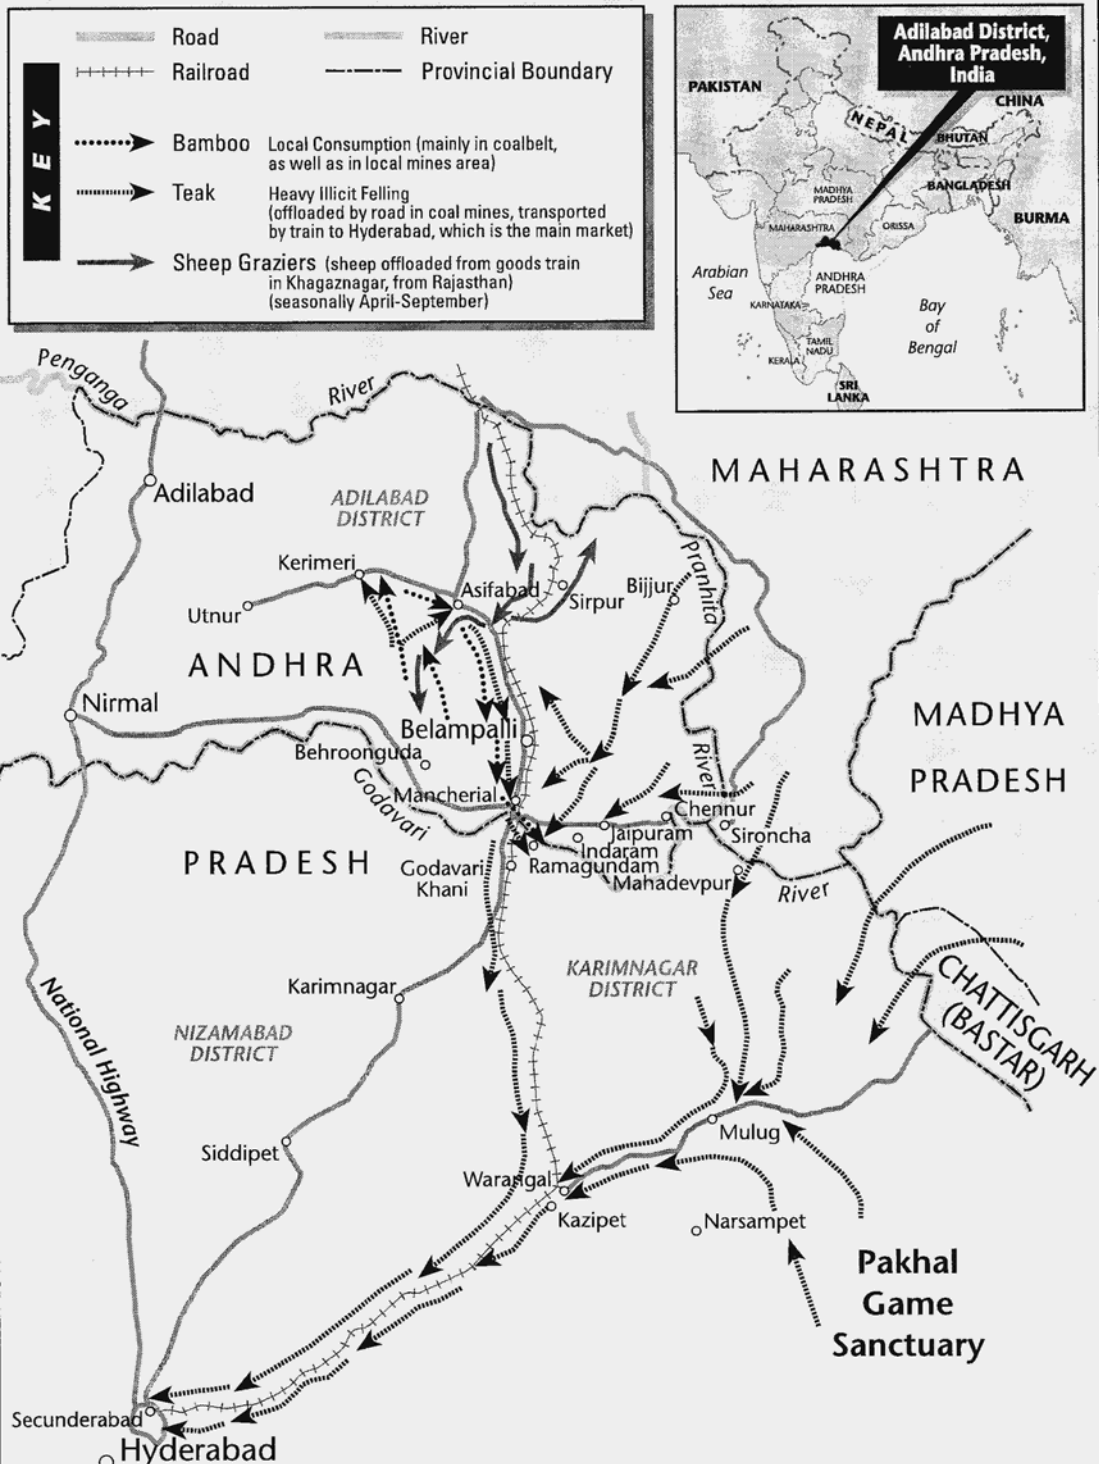 KEY
Road
River
Railroad
Provincial Boundary
Bamboo Local Consumption (mainly in coalbelt,
as well as in local mines area)
Teak Heavy Illicit Felling
(offloaded by road in coal mines, transported
by train to Hyderabad, which is the main market)
Sheep Graziers (sheep offloaded from goods train
in Khagaznagar, from Rajasthan)
(seasonally April-September)
Adilabad District,
Andhra Pradesh,
India
PAKISTAN
CHINA
NEPAL
BHUTAN
BANGLADESH
MADHYA
PRADESH
BURMA
MAHARASHTRA
ORISSA
Arabian
Sea
ANDHRA
PRADESH
KARNATAKA
Bay
of
Bengal
TAMIL
NADU
KERALA
SRI
LANKA
Penganga
River
MAHARASHTRA
Adilabad
ADILABAD
DISTRICT
Pranhita
Kerimeri
Asifabad
Sirpur
Bijjur
Utnur
ANDHRA
Nirmal
MADHYA
PRADESH
Belampalli
Behroonguda
River
Godavari
Mancherial
Chennur
Jaipuram
Sironcha
Indaram
PRADESH
Godavari
Khani
Ramagundam
Mahadevpur
River
KARIMNAGAR
DISTRICT
Karimnagar
CHATTISGARH
(BASTAR)
National Highway
NIZAMABAD
DISTRICT
Siddipet
Mulug
Warangal
Kazipet
Narsampet
Pakhal
Game
Sanctuary
Secunderabad
Hyderabad